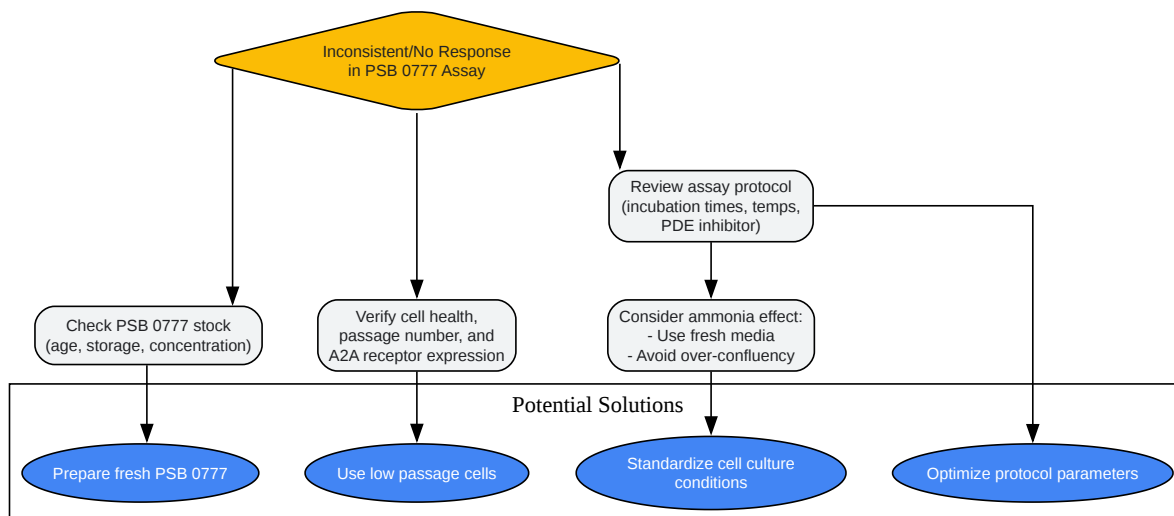 Inconsistent/No Response
in PSB 0777 Assay
Review assay protocol
(incubation times, temps,
PDE inhibitor)
Check PSB 0777 stock
(age, storage, concentration)
Verify cell health,
passage number, and
A2A receptor expression
Consider ammonia effect:
- Use fresh media
- Avoid over-confluency
Potential Solutions
Prepare fresh PSB 0777
Use low passage cells
Standardize cell culture
conditions
Optimize protocol parameters